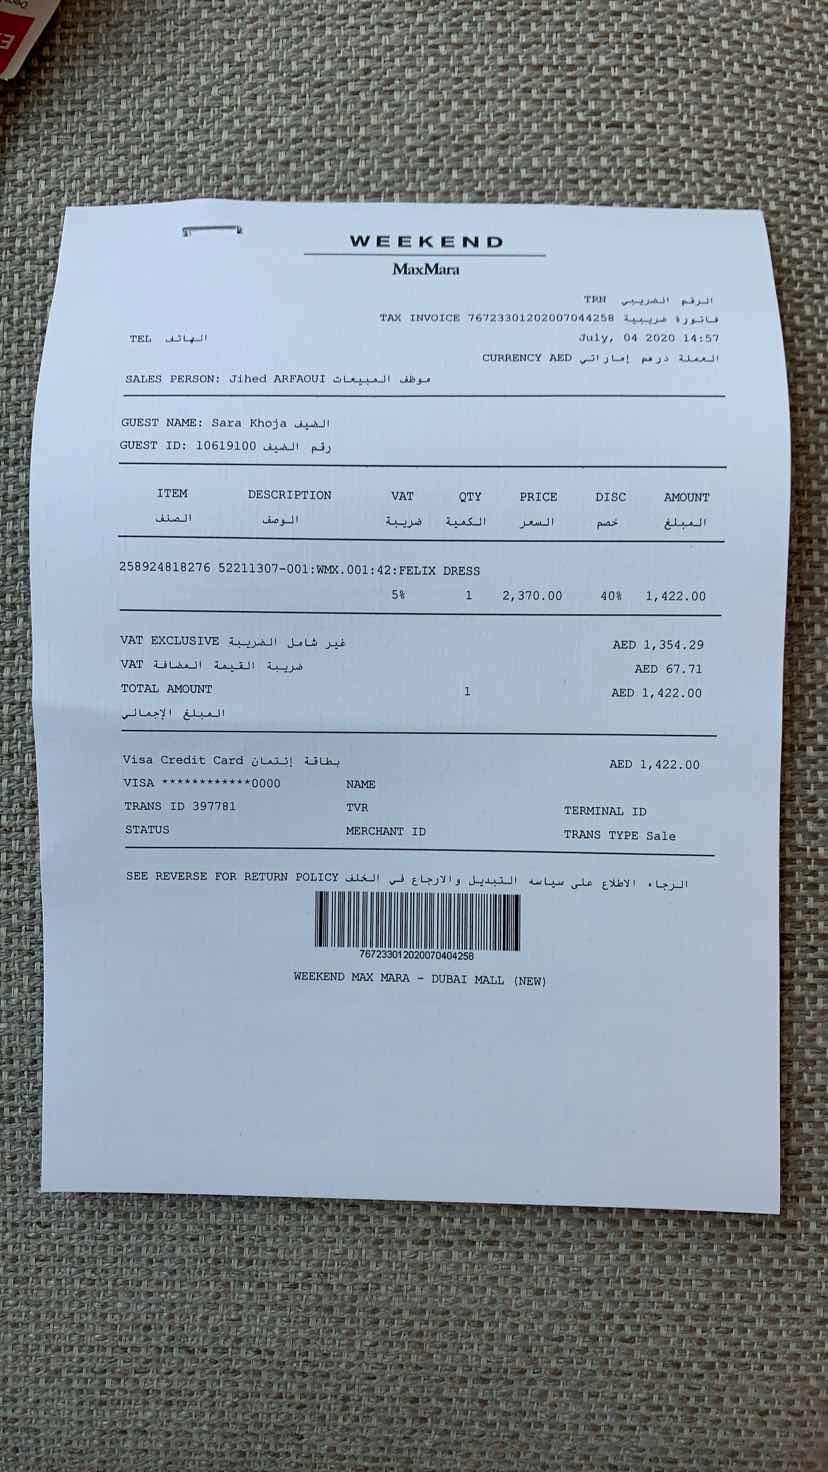 WEEKEND
MaxMara
TRN الرقم الضريبي
TAX INVOICE 76723301202007044258 فاتورة ضريبية
TEL الهاتف July, 04 2020 14:57
CURRENCY AED العملة درهم إماراتي
SALES PERSON: Jihed ARFAOUI موظف المبيعات
GUEST NAME: Sara Khoja الضيف
GUEST ID: 10619100 رقم الضيف
ITEM DESCRIPTION VAT QTY PRICE DISC AMOUNT
الصنف الوصف ضريبة الكمية السعر خصم المبلغ
258924818276 52211307-001:WMX.001:42:FELIX DRESS
5% 1 2,370.00 40% 1,422.00
VAT EXCLUSIVE غير شامل الضريبة AED 1,354.29
VAT ضريبة القيمة المضافة AED 67.71
TOTAL AMOUNT 1 AED 1,422.00
المبلغ الإجمالي
Visa Credit Card بطاقة إئتمان AED 1,422.00
VISA ************0000 NAME
TRANS ID 397781 TVR TERMINAL ID
STATUS MERCHANT ID TRANS TYPE Sale
SEE REVERSE FOR RETURN POLICY الرجاء الاطلاع على سياسه التبديل والارجاع في الخلف
767233012020070404258
WEEKEND MAX MARA - DUBAI MALL (NEW)